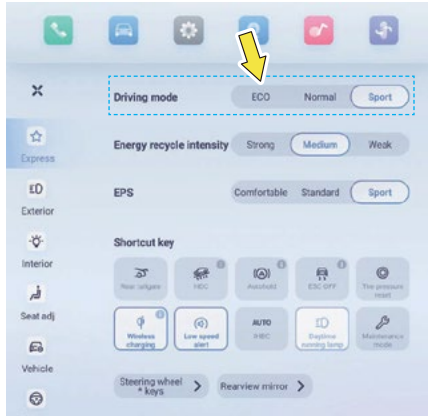 Driving mode ECO Normal Sport
Express
Energy recycle intensity Strong Medium Weak
Exterior
EPS Comfortable Standard Sport
Interior
Shortcut key
Rear tailgate HDC Autohold ESC OFF Tire pressure
reset
Seat adj
AUTO
Wireless
charging Low speed
alert iHBC Daytime
running lamp Maintenance
mode
Vehicle
Steering wheel
* keys Rearview mirror